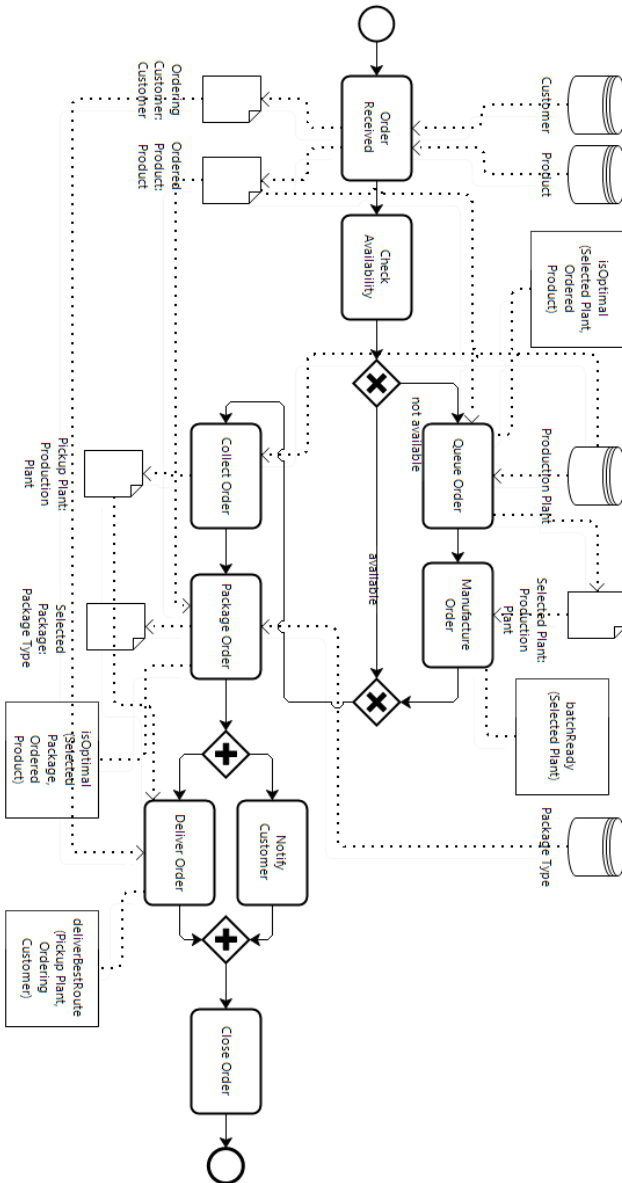 Customer
Product
isOptimal
(Selected Plant,
Ordered
Product)
Production Plant
Selected Plant:
Production
Plant
batchReady
(Selected Plant)
Package Type
Queue Order
Manufacture
Order
not available
available
Order
Received
Check
Availability
Ordering
Customer:
Customer
Ordered
Product:
Product
Collect Order
Package Order
Notify
Customer
Deliver Order
Close Order
Pickup Plant:
Production
Plant
Selected
Package:
Package Type
isOptimal
(Selected
Package,
Ordered
Product)
deliverBestRoute
(Pickup Plant,
Ordering
Customer)